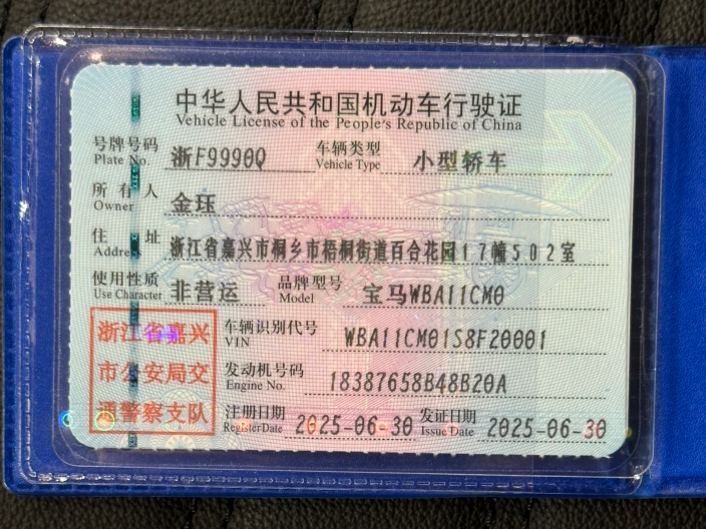 中华人民共和国机动车行驶证
Vehicle License of the People's Republic of China
号牌号码 浙F9990Q 车辆类型 小型轿车
Plate No. Vehicle Type
所有人 金珏
Owner
住址 浙江省嘉兴市桐乡市梧桐街道百合花园17幢502室
Address
使用性质 非营运 品牌型号 宝马WBA11CM0
Use Character Model
浙江省嘉兴 车辆识别代号 WBA11CM01S8F20001
VIN
市公安局交 发动机号码 18387658B48B20A
Engine No.
通警察支队 注册日期 2025-06-30 发证日期 2025-06-30
Register Date Issue Date